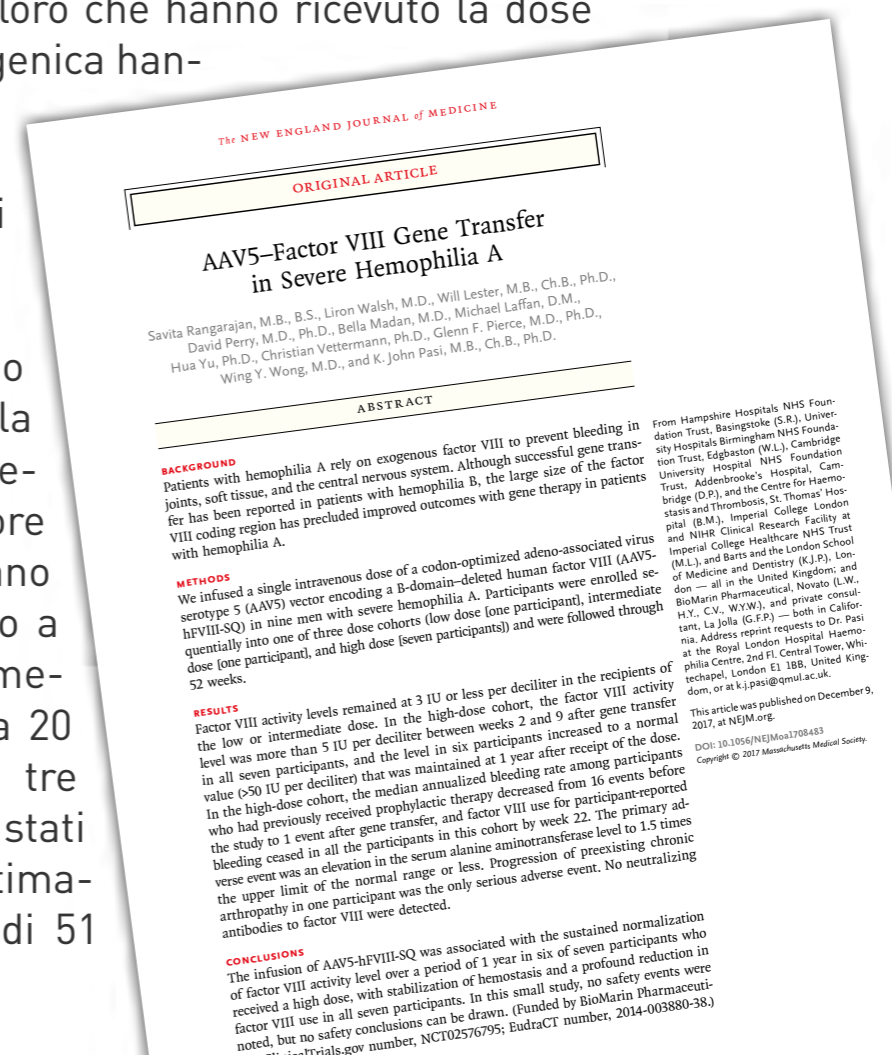 loro che hanno ricevuto la dose
genica han-
i
o
la
e-
ore
no
o a
me-
a 20
tre
stati
tima-
di 51
The NEW ENGLAND JOURNAL of MEDICINE
ORIGINAL ARTICLE
AAV5–Factor VIII Gene Transfer
in Severe Hemophilia A
Savita Rangarajan, M.B., B.S., Liron Walsh, M.D., Will Lester, M.B., Ch.B., Ph.D.,
David Perry, M.D., Ph.D., Bella Madan, M.D., Michael Laffan, D.M.,
Hua Yu, Ph.D., Christian Vettermann, Ph.D., Glenn F. Pierce, M.D., Ph.D.,
Wing Y. Wong, M.D., and K. John Pasi, M.B., Ch.B., Ph.D.
ABSTRACT
BACKGROUND
Patients with hemophilia A rely on exogenous factor VIII to prevent bleeding in
joints, soft tissue, and the central nervous system. Although successful gene trans-
fer has been reported in patients with hemophilia B, the large size of the factor
VIII coding region has precluded improved outcomes with gene therapy in patients
with hemophilia A.
METHODS
We infused a single intravenous dose of a codon-optimized adeno-associated virus
serotype 5 (AAV5) vector encoding a B-domain–deleted human factor VIII (AAV5-
hFVIII-SQ) in nine men with severe hemophilia A. Participants were enrolled se-
quentially into one of three dose cohorts (low dose [one participant], intermediate
dose [one participant], and high dose [seven participants]) and were followed through
52 weeks.
RESULTS
Factor VIII activity levels remained at 3 IU or less per deciliter in the recipients of
the low or intermediate dose. In the high-dose cohort, the factor VIII activity
level was more than 5 IU per deciliter between weeks 2 and 9 after gene transfer
in all seven participants, and the level in six participants increased to a normal
value (>50 IU per deciliter) that was maintained at 1 year after receipt of the dose.
In the high-dose cohort, the median annualized bleeding rate among participants
who had previously received prophylactic therapy decreased from 16 events before
the study to 1 event after gene transfer, and factor VIII use for participant-reported
bleeding ceased in all the participants in this cohort by week 22. The primary ad-
verse event was an elevation in the serum alanine aminotransferase level to 1.5 times
the upper limit of the normal range or less. Progression of preexisting chronic
arthropathy in one participant was the only serious adverse event. No neutralizing
antibodies to factor VIII were detected.
CONCLUSIONS
The infusion of AAV5-hFVIII-SQ was associated with the sustained normalization
of factor VIII activity level over a period of 1 year in six of seven participants who
received a high dose, with stabilization of hemostasis and a profound reduction in
factor VIII use in all seven participants. In this small study, no safety events were
noted, but no safety conclusions can be drawn. (Funded by BioMarin Pharmaceuti-
ClinicalTrials.gov number, NCT02576795; EudraCT number, 2014-003880-38.)
From Hampshire Hospitals NHS Foun-
dation Trust, Basingstoke (S.R.), Univer-
sity Hospitals Birmingham NHS Founda-
tion Trust, Edgbaston (W.L.), Cambridge
University Hospital NHS Foundation
Trust, Addenbrooke's Hospital, Cam-
bridge (D.P.), and the Centre for Haemo-
stasis and Thrombosis, St. Thomas' Hos-
pital (B.M.), Imperial College London
and NIHR Clinical Research Facility at
Imperial College Healthcare NHS Trust
(M.L.), and Barts and the London School
of Medicine and Dentistry (K.J.P.), Lon-
don — all in the United Kingdom; and
BioMarin Pharmaceutical, Novato (L.W.,
H.Y., C.V., W.Y.W.), and private consul-
tant, La Jolla (G.F.P.) — both in Califor-
nia. Address reprint requests to Dr. Pasi
at the Royal London Hospital Haemo-
philia Centre, 2nd Fl. Central Tower, Whi-
techapel, London E1 1BB, United King-
dom, or at k.j.pasi@qmul.ac.uk.
This article was published on December 9,
2017, at NEJM.org.
DOI: 10.1056/NEJMoa1708483
Copyright © 2017 Massachusetts Medical Society.